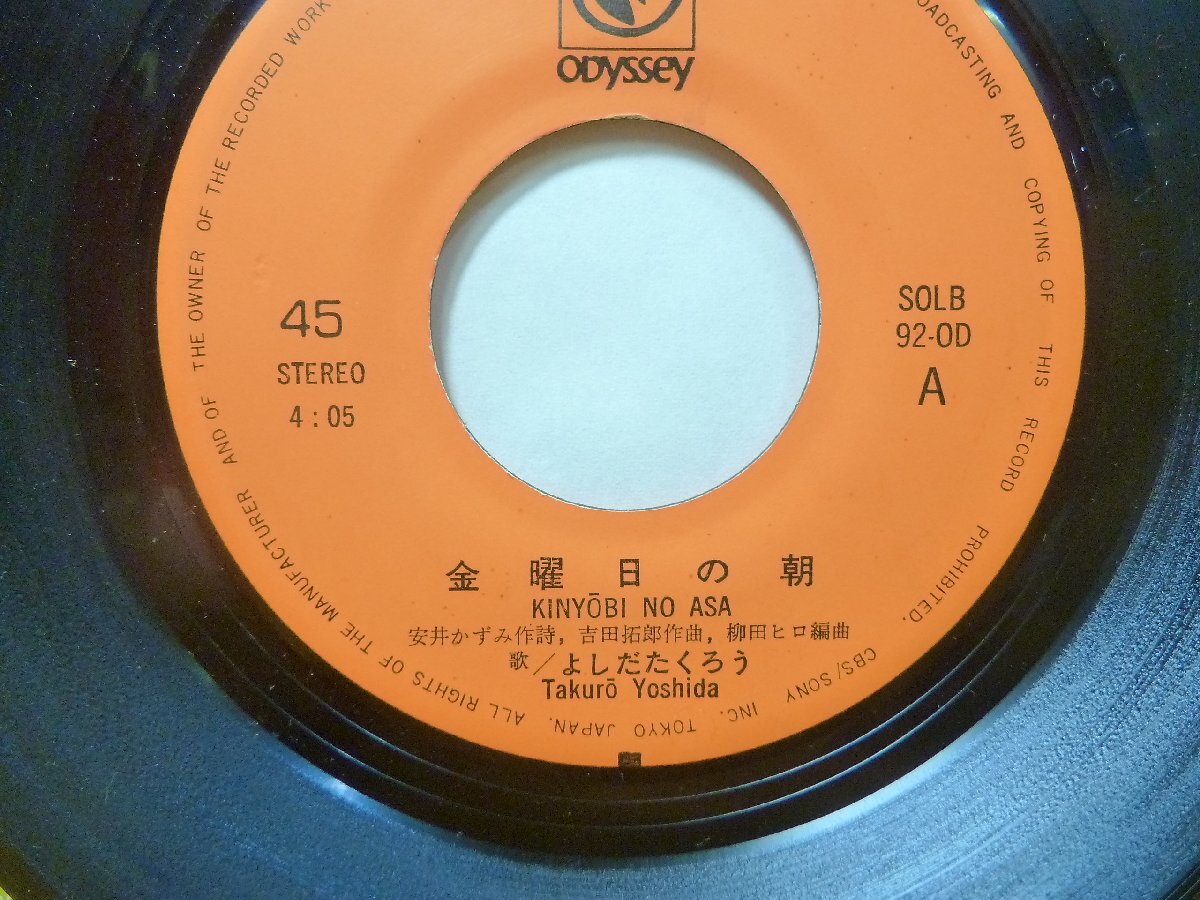 ODYSSEY
45
STEREO
4:05
SOLB
92-OD
A
金曜日の朝
KINYŌBI NO ASA
安井かずみ作詩, 吉田拓郎作曲, 柳田ヒロ編曲
歌/よしだたくろう
Takurō Yoshida
CBS/SONY INC. TOKYO JAPAN. ALL RIGHTS OF THE MANUFACTURER AND OF THE OWNER OF THE RECORDED WORK
AND COPYING OF THIS RECORD PROHIBITED.